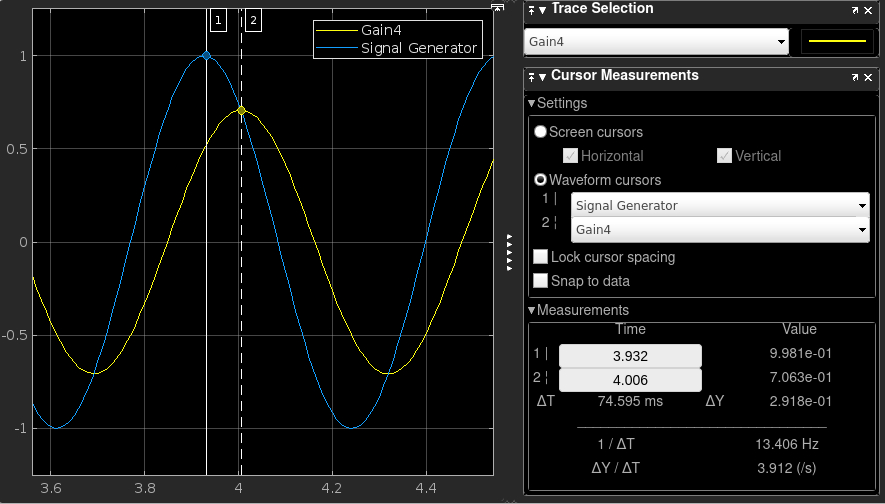 1 2
Gain4
Signal Generator
1
0.5
0
-0.5
-1
3.6 3.8 4 4.2 4.4
Trace Selection
Gain4
Cursor Measurements
Settings
Screen cursors
Horizontal Vertical
Waveform cursors
1 Signal Generator
2 Gain4
Lock cursor spacing
Snap to data
Measurements
Time Value
1 3.932 9.981e-01
2 4.006 7.063e-01
ΔT 74.595 ms ΔY 2.918e-01
1 / ΔT 13.406 Hz
ΔY / ΔT 3.912 (/s)